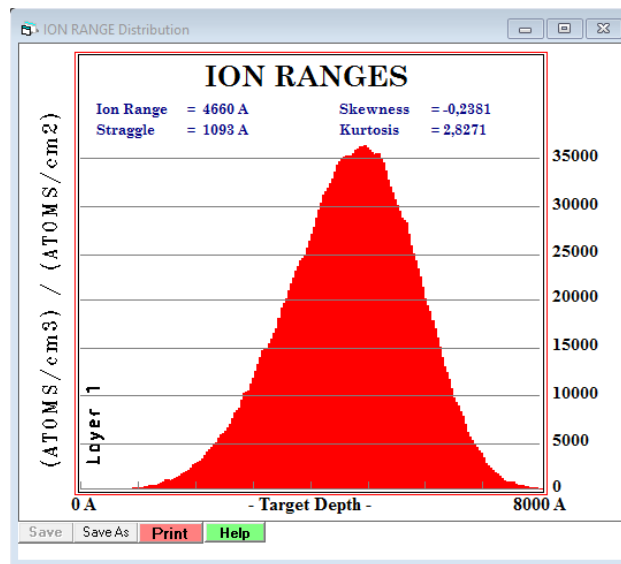 ION RANGE Distribution
ION RANGES
Ion Range = 4660 A Skewness = -0,2381
Straggle = 1093 A Kurtosis = 2,8271
(ATOMS/cm3) / (ATOMS/cm2)
Layer 1
35000
30000
25000
20000
15000
10000
5000
0
0 A - Target Depth - 8000 A
Save Save As Print Help